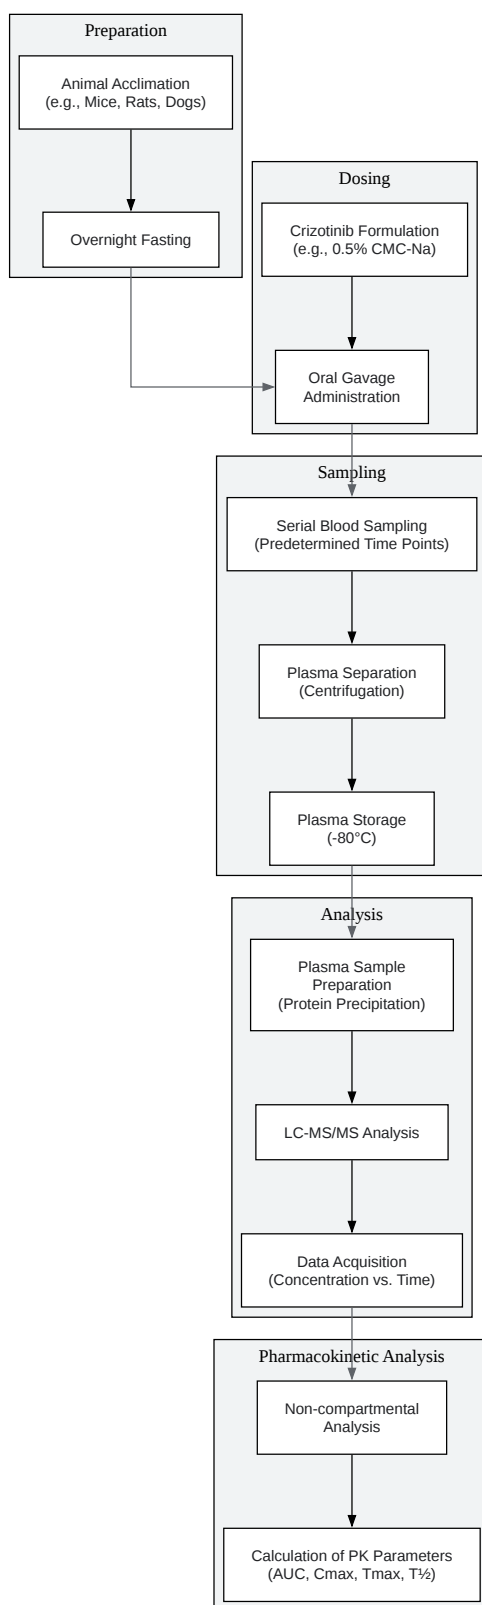 Preparation
Animal Acclimation
(e.g., Mice, Rats, Dogs)
Overnight Fasting
Dosing
Crizotinib Formulation
(e.g., 0.5% CMC-Na)
Oral Gavage
Administration
Sampling
Serial Blood Sampling
(Predetermined Time Points)
Plasma Separation
(Centrifugation)
Plasma Storage
(-80°C)
Analysis
Plasma Sample
Preparation
(Protein Precipitation)
LC-MS/MS Analysis
Data Acquisition
(Concentration vs. Time)
Pharmacokinetic Analysis
Non-compartmental
Analysis
Calculation of PK Parameters
(AUC, Cmax, Tmax, T½)